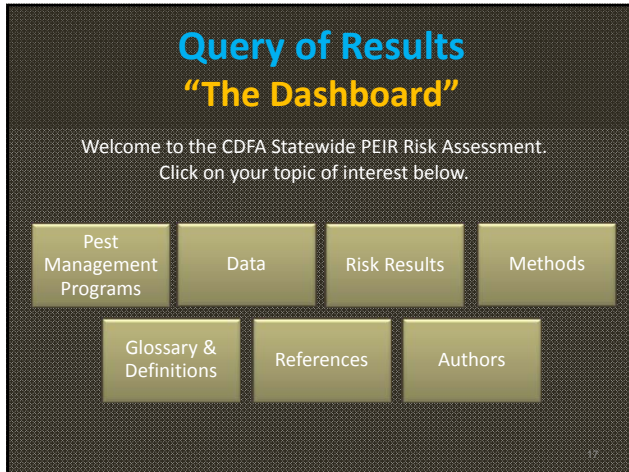 Query of Results
“The Dashboard”
Welcome to the CDFA Statewide PEIR Risk Assessment.
Click on your topic of interest below.
Pest
Management
Programs
Data
Risk Results
Methods
Glossary &
Definitions
References
Authors
17